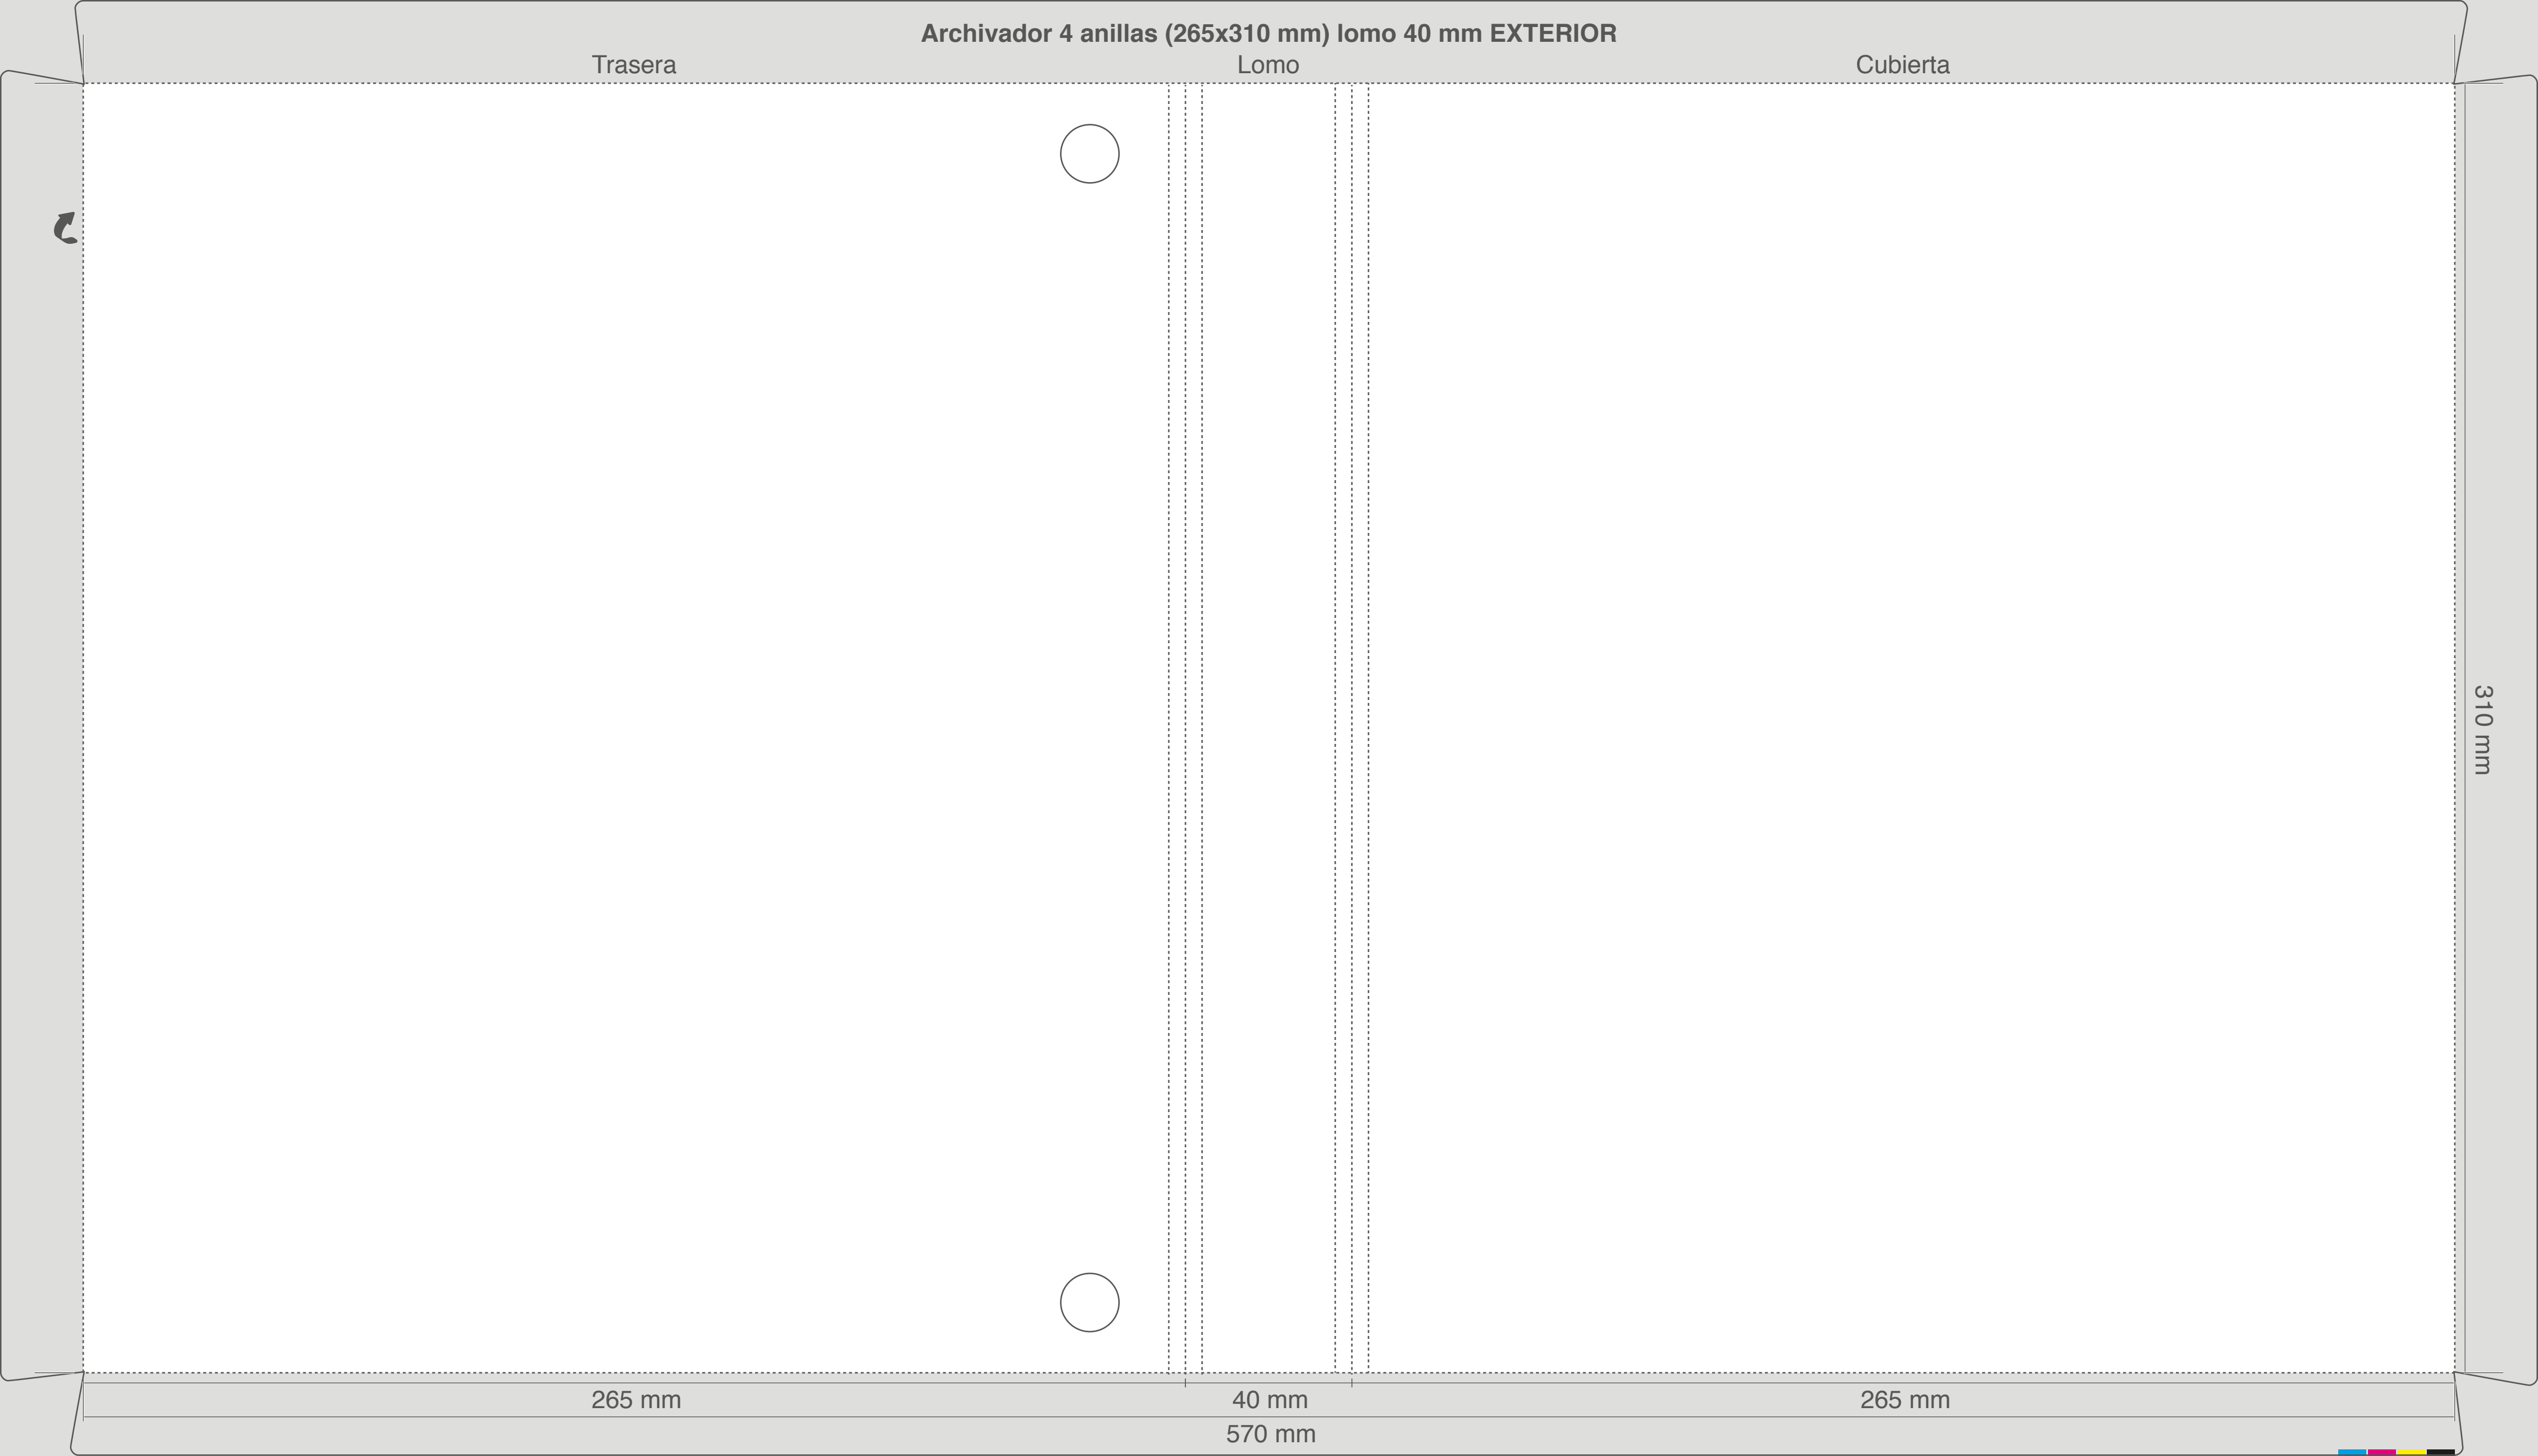 Archivador 4 anillas (265x310 mm) lomo 40 mm EXTERIOR
Trasera
Lomo
Cubierta
310 mm
265 mm
40 mm
265 mm
570 mm